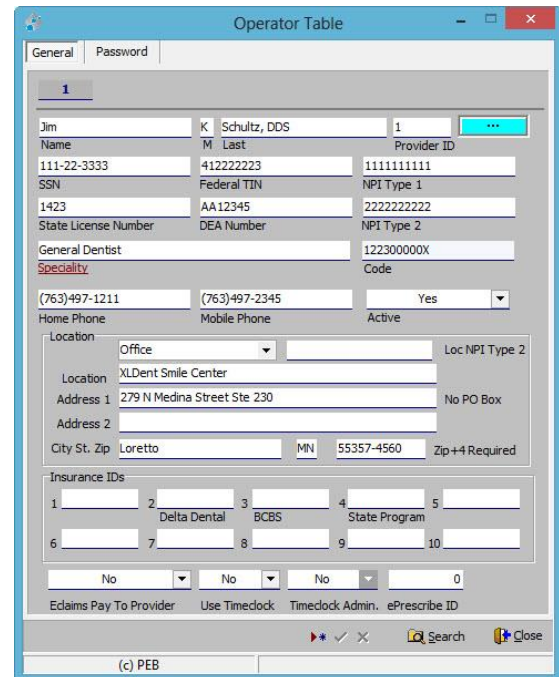 Operator Table
General Password
1
Jim K Schultz, DDS 1 ...
Name M Last Provider ID
111-22-3333 412222223 1111111111
SSN Federal TIN NPI Type 1
1423 AA12345 2222222222
State License Number DEA Number NPI Type 2
General Dentist 122300000X
Speciality Code
(763)497-1211 (763)497-2345 Yes
Home Phone Mobile Phone Active
Location
Office Loc NPI Type 2
Location XLDent Smile Center
Address 1 279 N Medina Street Ste 230 No PO Box
Address 2
City St. Zip Loretto MN 55357-4560 Zip+4 Required
Insurance IDs
1 2 3 4 5
Delta Dental BCBS State Program
6 7 8 9 10
No No No 0
Eclaims Pay To Provider Use Timeclock Timeclock Admin. ePrescribe ID
Search Close
(c) PEB